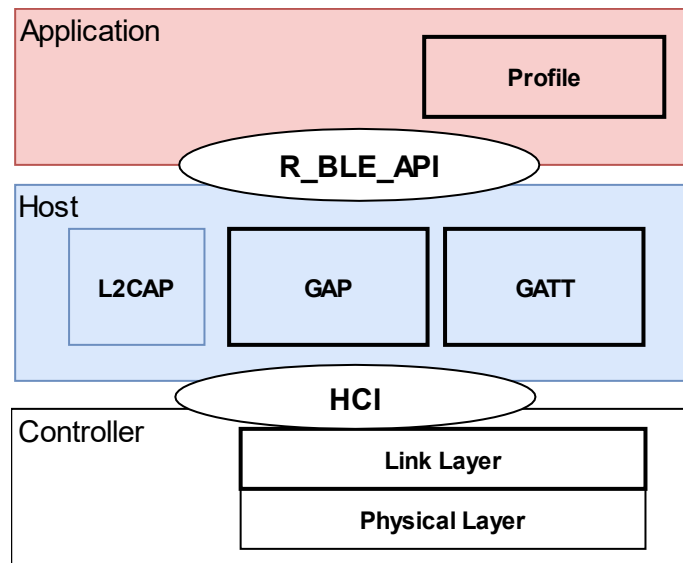 Application
Profile
R_BLE_API
Host
L2CAP
GAP
GATT
HCI
Controller
Link Layer
Physical Layer